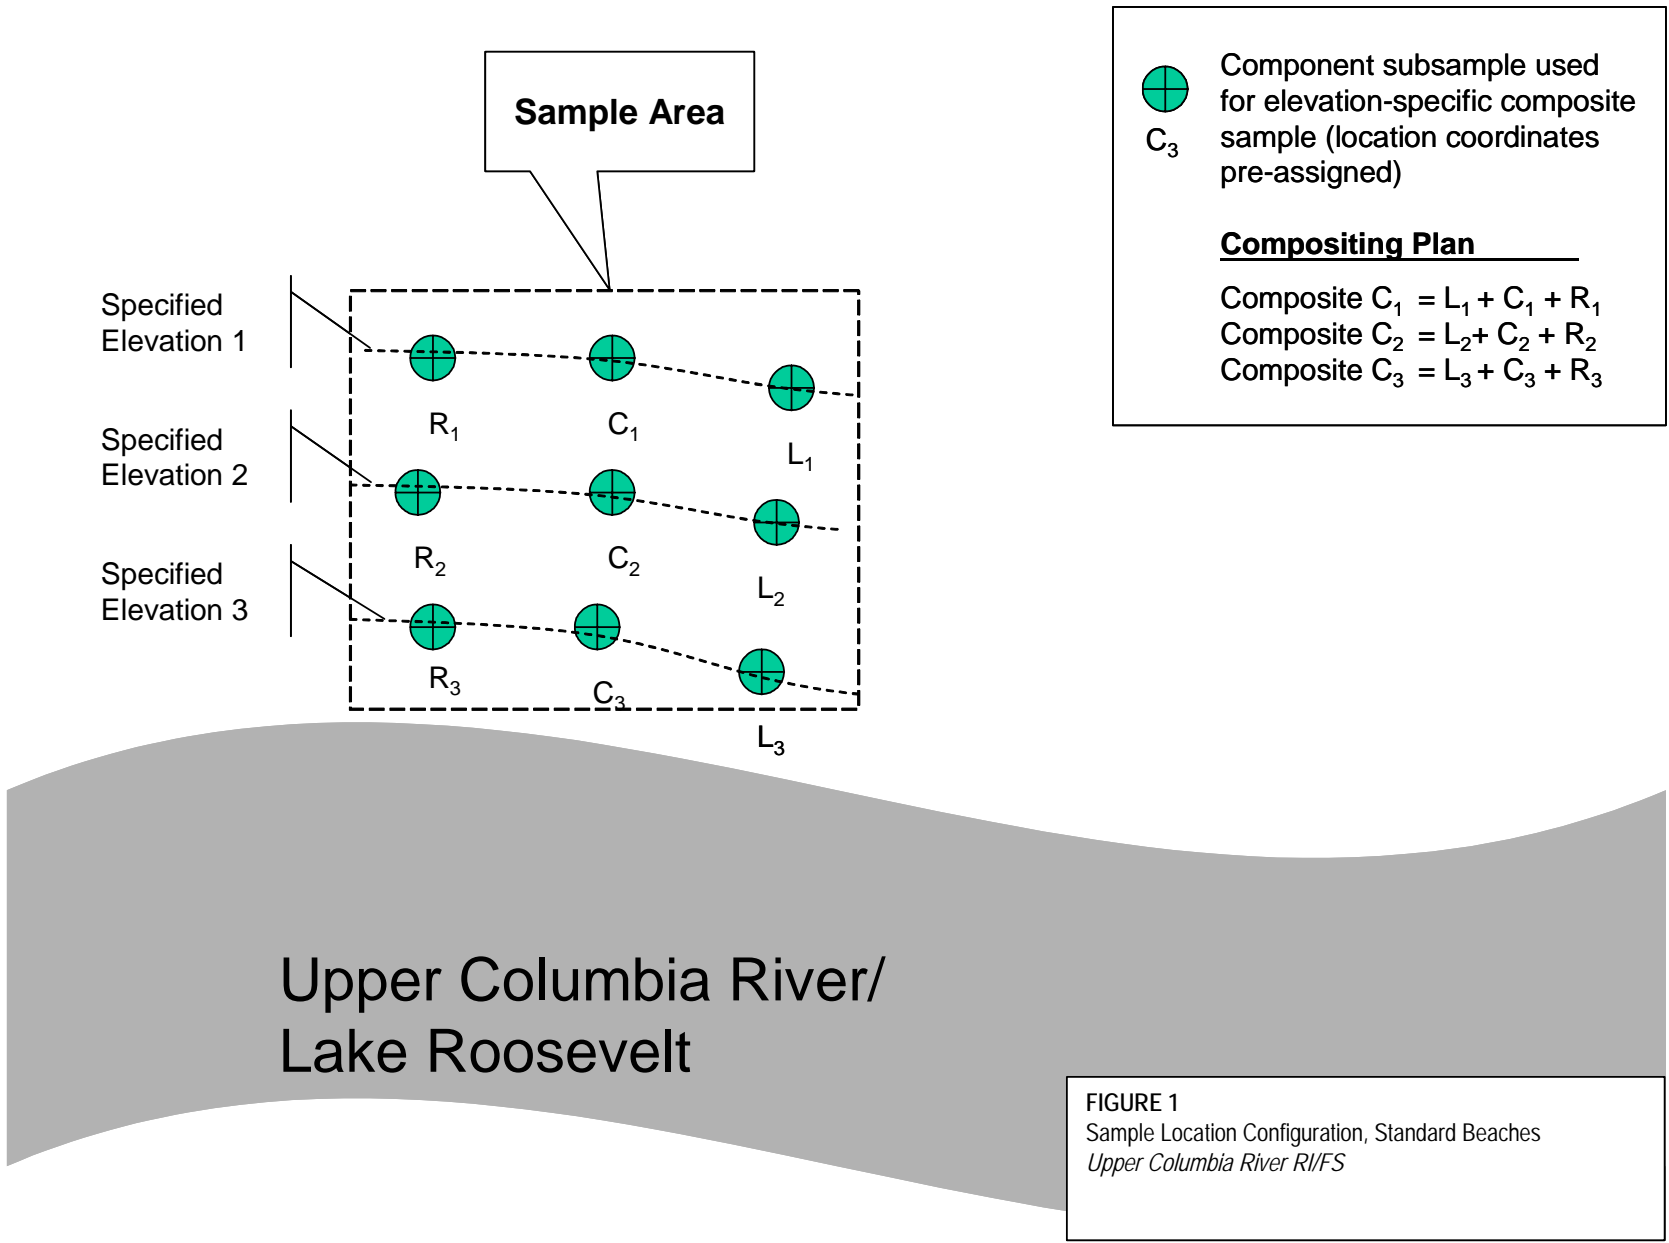 Sample Area
Specified
Elevation 1
R₁
C₁
L₁
Specified
Elevation 2
R₂
C₂
L₂
Specified
Elevation 3
R₃
C₃
L₃
Component subsample used
for elevation-specific composite
sample (location coordinates
pre-assigned)
C₃
Compositing Plan
Composite C₁ = L₁ + C₁ + R₁
Composite C₂ = L₂+ C₂ + R₂
Composite C₃ = L₃ + C₃ + R₃
Upper Columbia River/
Lake Roosevelt
FIGURE 1
Sample Location Configuration, Standard Beaches
Upper Columbia River RI/FS